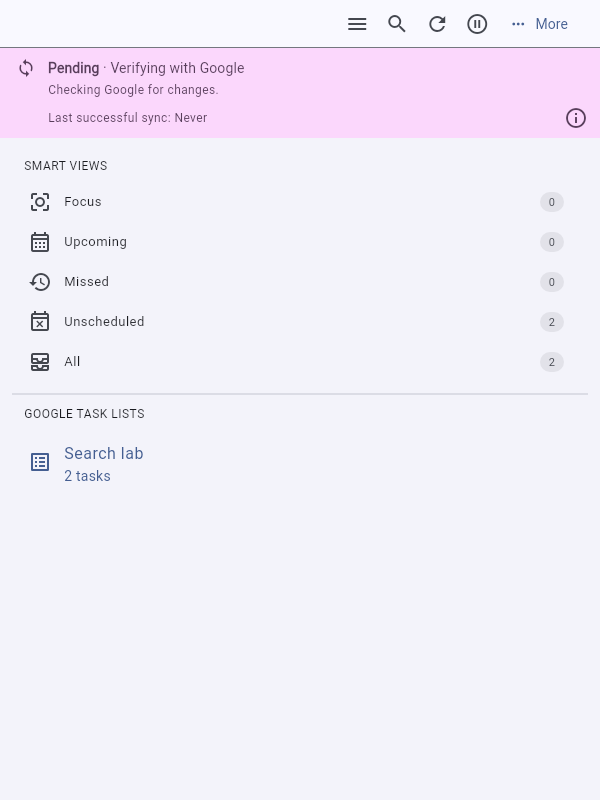 More
Pending · Verifying with Google
Checking Google for changes.
Last successful sync: Never
SMART VIEWS
Focus 0
Upcoming 0
Missed 0
Unscheduled 2
All 2
GOOGLE TASK LISTS
Search lab
2 tasks